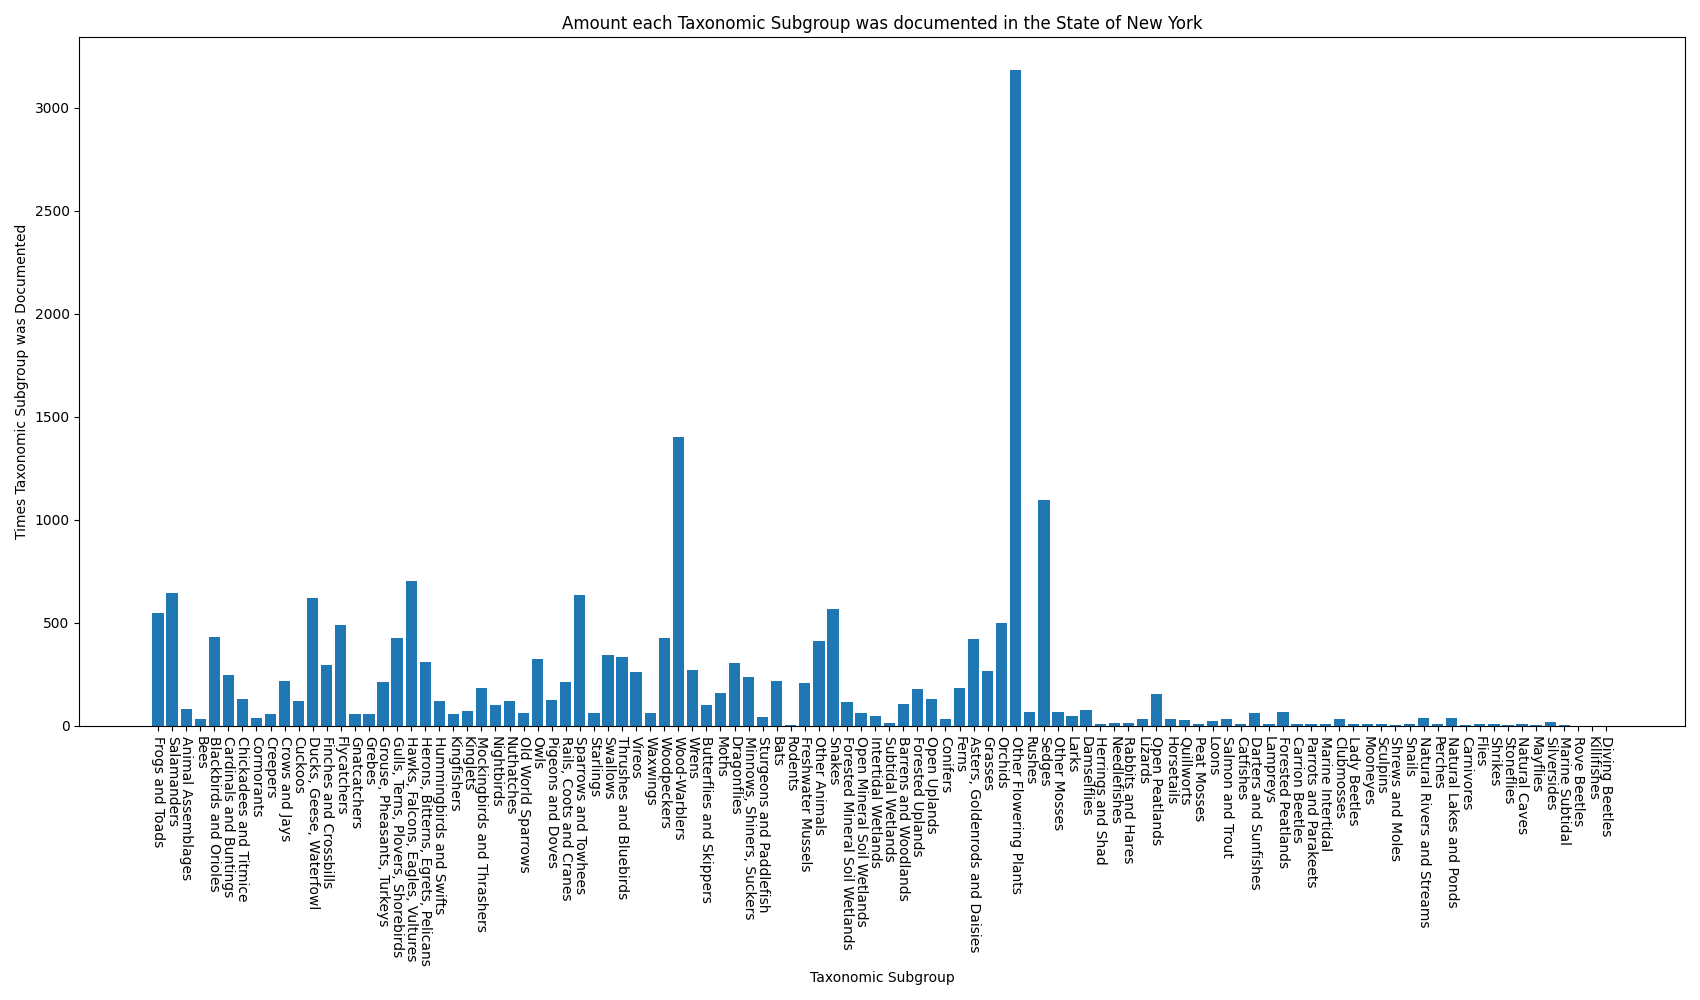 Amount each Taxonomic Subgroup was documented in the State of New York
Times Taxonomic Subgroup was Documented
3000
2500
2000
1500
1000
500
0
Frogs and Toads
Salamanders
Animal Assemblages
Bees
Blackbirds and Orioles
Cardinals and Buntings
Chickadees and Titmice
Cormorants
Creepers
Crows and Jays
Cuckoos
Ducks, Geese, Waterfowl
Finches and Crossbills
Flycatchers
Gnatcatchers
Grebes
Grouse, Pheasants, Turkeys
Gulls, Terns, Plovers, Shorebirds
Hawks, Falcons, Eagles, Vultures
Herons, Bitterns, Egrets, Pelicans
Hummingbirds and Swifts
Kingfishers
Kinglets
Mockingbirds and Thrashers
Nightbirds
Nuthatches
Old World Sparrows
Owls
Pigeons and Doves
Rails, Coots and Cranes
Sparrows and Towhees
Starlings
Swallows
Thrushes and Bluebirds
Vireos
Waxwings
Woodpeckers
Wood-Warblers
Wrens
Butterflies and Skippers
Moths
Dragonflies
Minnows, Shiners, Suckers
Sturgeons and Paddlefish
Bats
Rodents
Freshwater Mussels
Other Animals
Snakes
Forested Mineral Soil Wetlands
Open Mineral Soil Wetlands
Intertidal Wetlands
Subtidal Wetlands
Barrens and Woodlands
Forested Uplands
Open Uplands
Conifers
Ferns
Asters, Goldenrods and Daisies
Grasses
Orchids
Other Flowering Plants
Rushes
Sedges
Other Mosses
Larks
Damselflies
Herrings and Shad
Needlefishes
Rabbits and Hares
Lizards
Open Peatlands
Horsetails
Quillworts
Peat Mosses
Loons
Salmon and Trout
Catfishes
Darters and Sunfishes
Lampreys
Forested Peatlands
Carrion Beetles
Parrots and Parakeets
Marine Intertidal
Clubmosses
Lady Beetles
Mooneyes
Sculpins
Shrews and Moles
Snails
Natural Rivers and Streams
Perches
Natural Lakes and Ponds
Carnivores
Flies
Shrikes
Stoneflies
Natural Caves
Mayflies
Silversides
Marine Subtidal
Rove Beetles
Killifishes
Diving Beetles
Taxonomic Subgroup